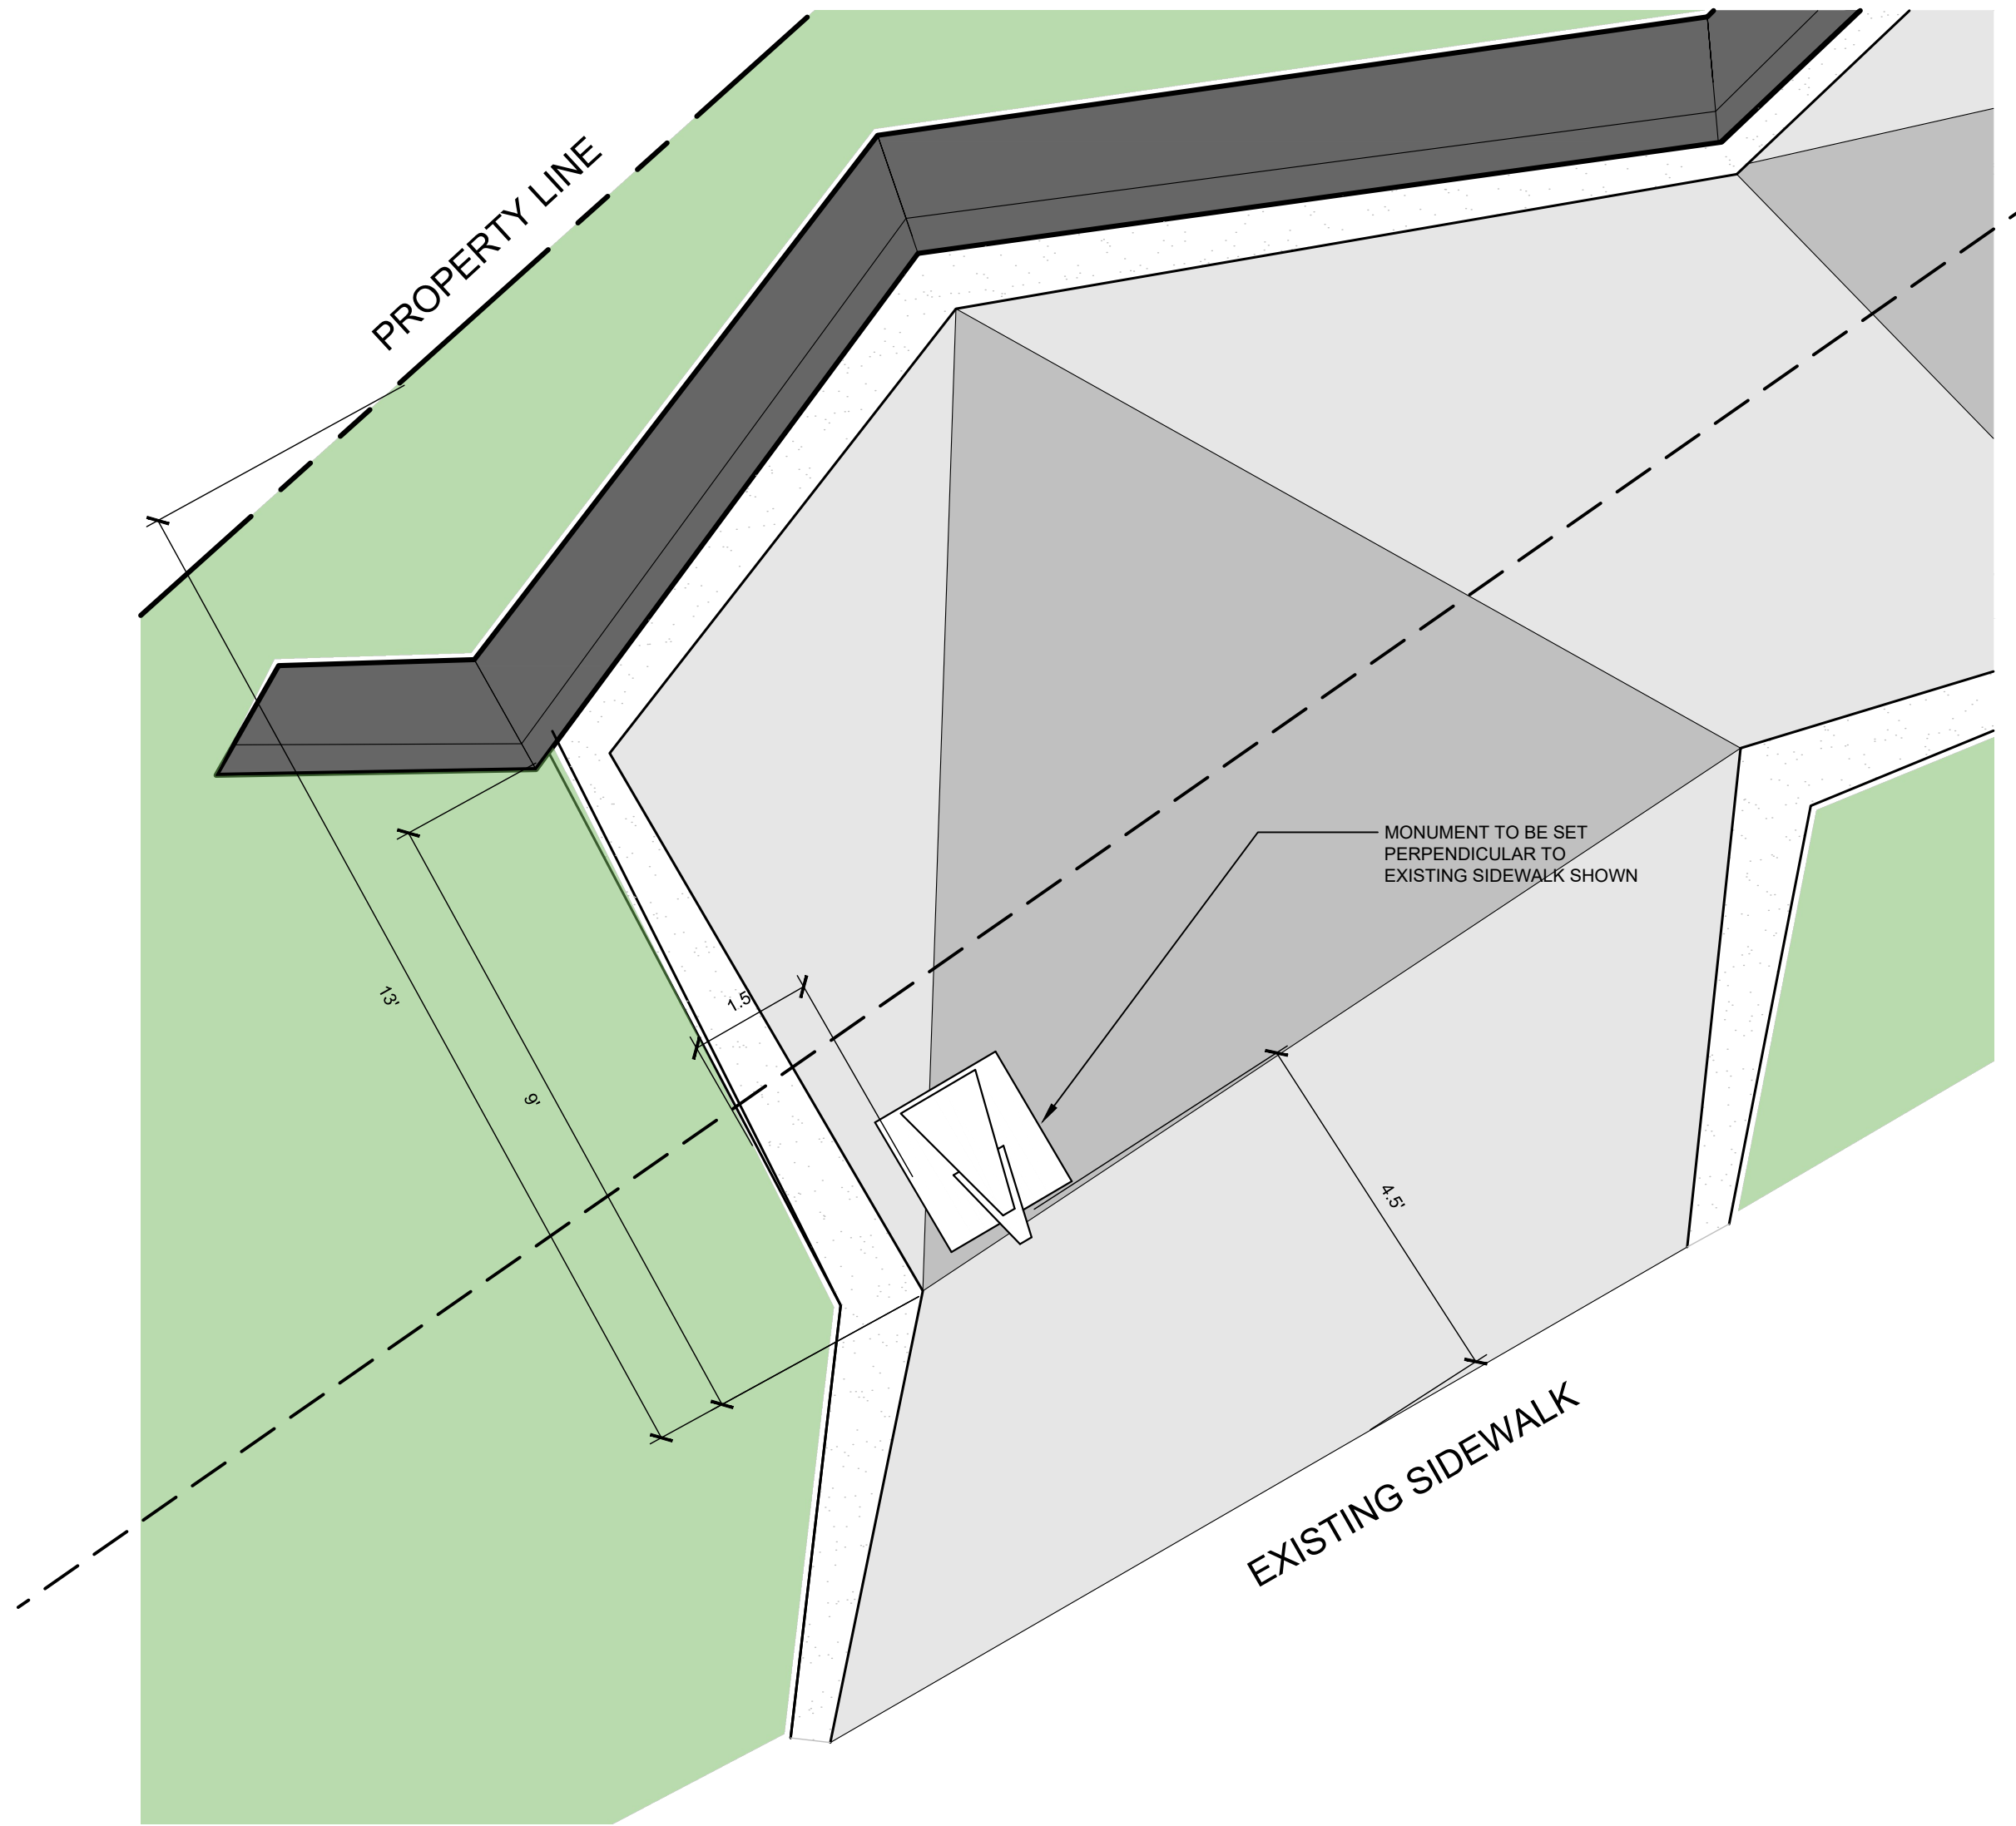 PROPERTY LINE
MONUMENT TO BE SET
PERPENDICULAR TO
EXISTING SIDEWALK SHOWN
13'
1.5'
9'
4.5'
EXISTING SIDEWALK